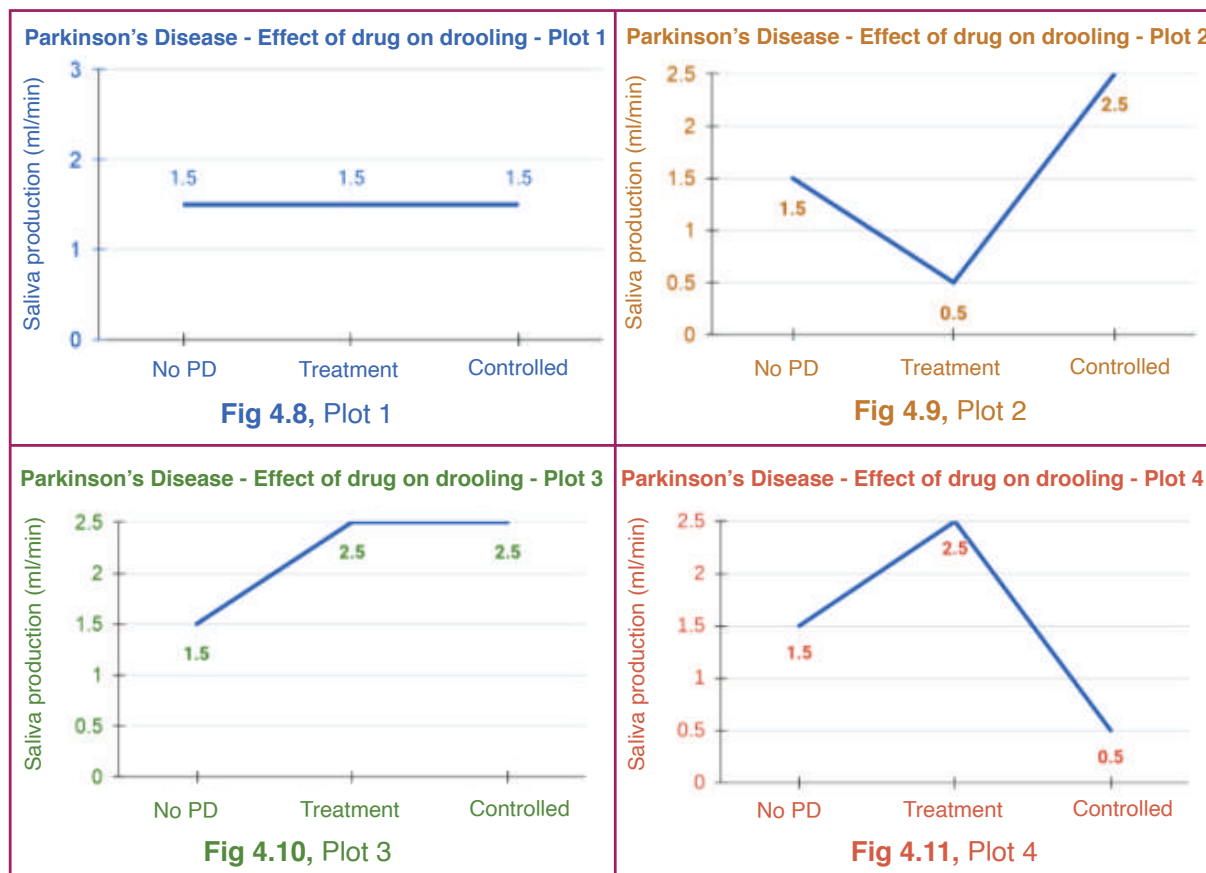 Parkinson's Disease - Effect of drug on drooling - Plot 1
Saliva production (ml/min)
3
2
1
0
1.5 1.5 1.5
No PD Treatment Controlled
Fig 4.8, Plot 1
Parkinson's Disease - Effect of drug on drooling - Plot 2
Saliva production (ml/min)
2.5
2
1.5
1
0.5
0
1.5 0.5 2.5
No PD Treatment Controlled
Fig 4.9, Plot 2
Parkinson's Disease - Effect of drug on drooling - Plot 3
Saliva production (ml/min)
2.5
2
1.5
1
0.5
0
1.5 2.5 2.5
No PD Treatment Controlled
Fig 4.10, Plot 3
Parkinson's Disease - Effect of drug on drooling - Plot 4
Saliva production (ml/min)
2.5
2
1.5
1
0.5
0
1.5 2.5 0.5
No PD Treatment Controlled
Fig 4.11, Plot 4